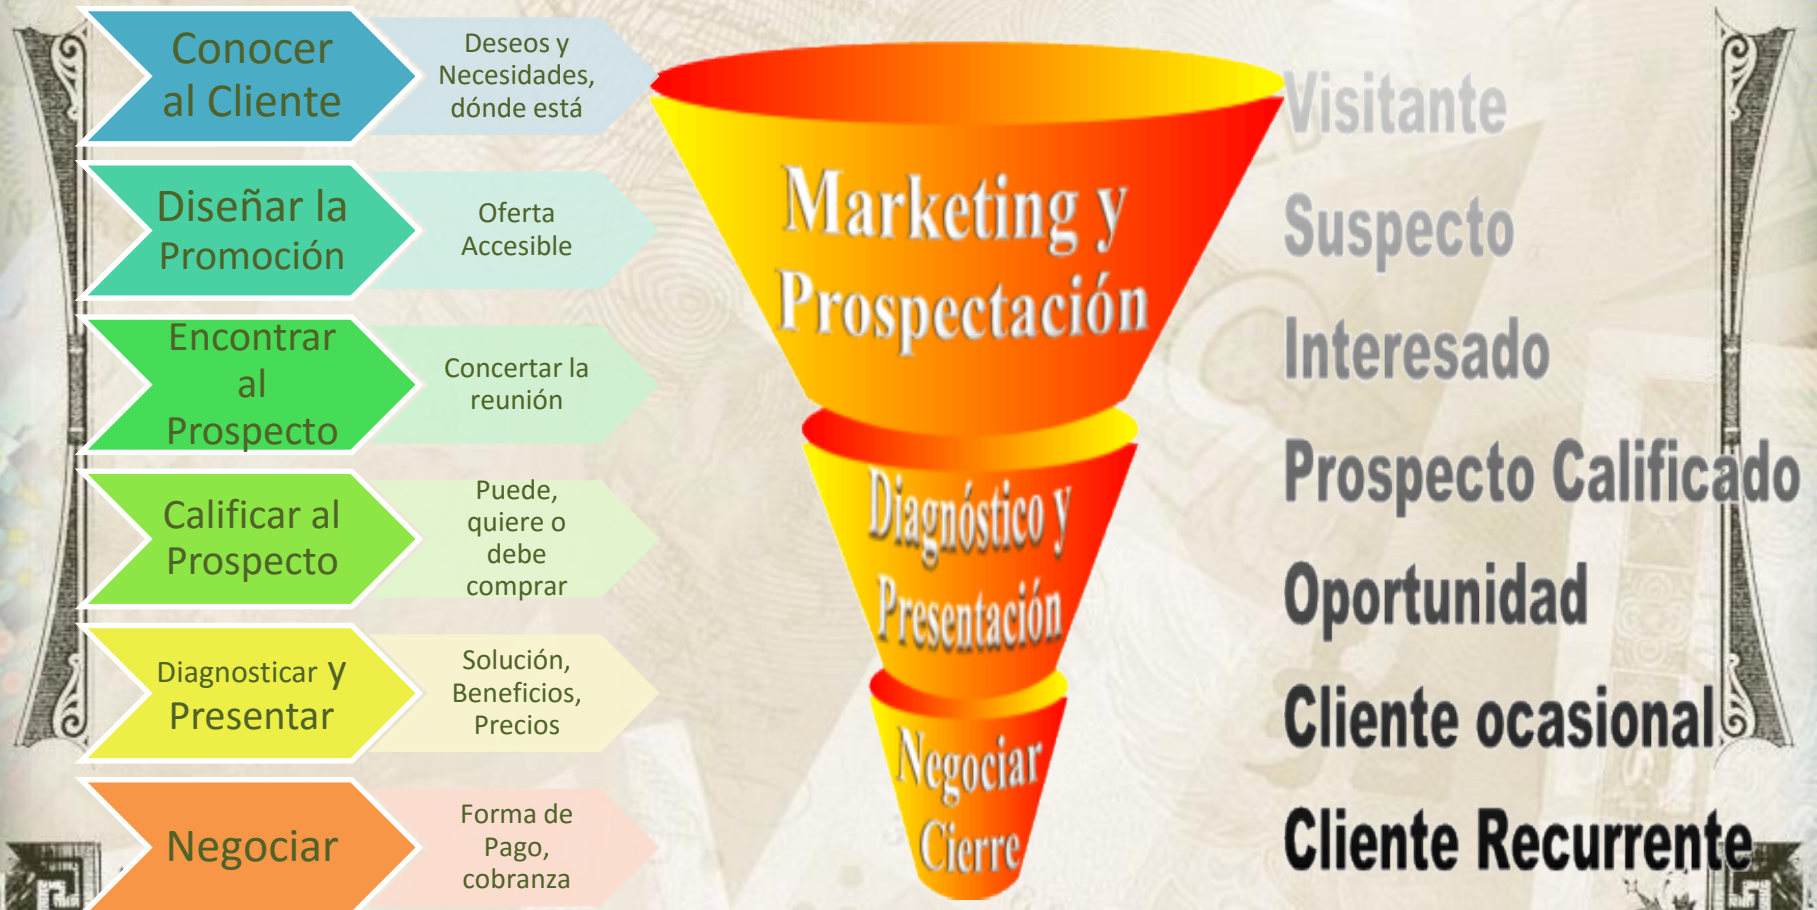 Conocer
al Cliente
Deseos y
Necesidades,
dónde está
Diseñar la
Promoción
Oferta
Accesible
Encontrar
al
Prospecto
Concertar la
reunión
Calificar al
Prospecto
Puede,
quiere o
debe
comprar
Diagnosticar y
Presentar
Solución,
Beneficios,
Precios
Negociar
Forma de
Pago,
cobranza
Marketing y
Prospectación
Diagnóstico y
Presentación
Negociar
Cierre
Visitante
Suspecto
Interesado
Prospecto Calificado
Oportunidad
Cliente ocasional
Cliente Recurrente